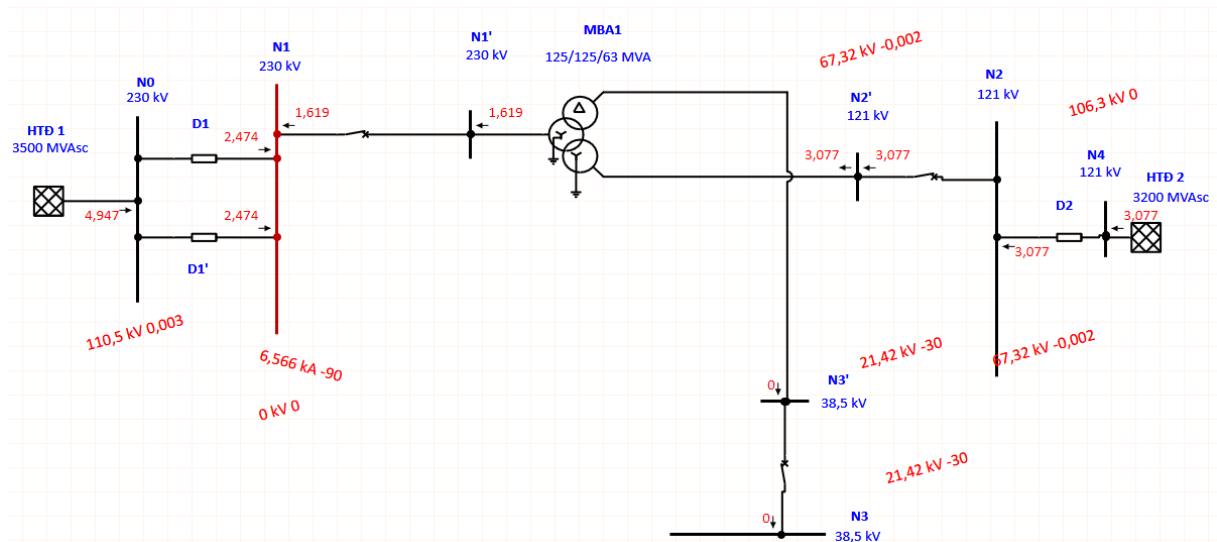 N0
230 kV
HTĐ 1
3500 MVAsc
4,947
D1
2,474
2,474
D1'
110,5 kV 0,003
N1
230 kV
1,619
6,566 kA -90
0 kV 0
N1'
230 kV
1,619
MBA1
125/125/63 MVA
67,32 kV -0,002
N2'
121 kV
3,077
3,077
N2
121 kV
106,3 kV 0
N4
121 kV
HTĐ 2
3200 MVAsc
D2
3,077
3,077
67,32 kV -0,002
21,42 kV -30
0
N3'
38,5 kV
21,42 kV -30
0
N3
38,5 kV